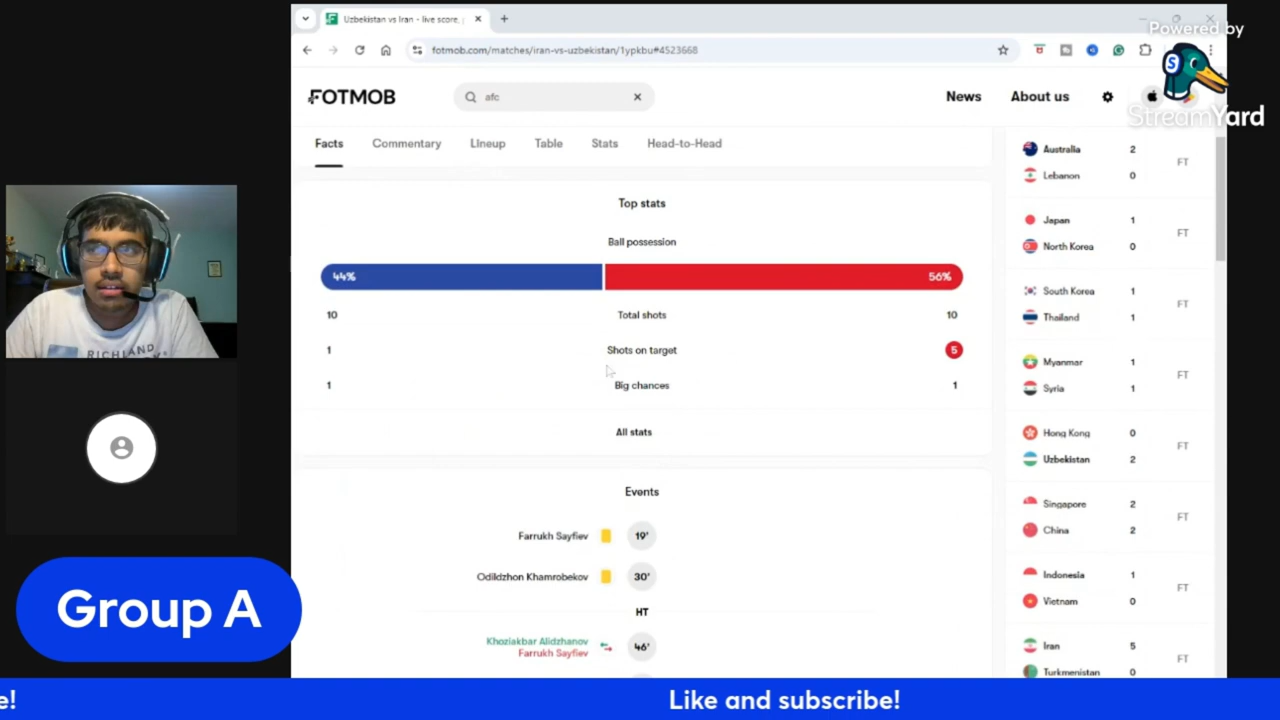 Uzbekistan vs Iran - live score,
fotmob.com/matches/iran-vs-uzbekistan/1ypkbu#4523668
Powered by
StreamYard
FOTMOB
afc
News
About us
Facts
Commentary
Lineup
Table
Stats
Head-to-Head
Top stats
Ball possession
44%
56%
10 Total shots 10
1 Shots on target 5
1 Big chances 1
All stats
Events
Farrukh Sayfiev 19'
Odildzhon Khamrobekov 30'
HT
Khoziakbar Alidzhanov
Farrukh Sayfiev
46'
Australia 2
Lebanon 0
FT
Japan 1
North Korea 0
FT
South Korea 1
Thailand 1
FT
Myanmar 1
Syria 1
FT
Hong Kong 0
Uzbekistan 2
FT
Singapore 2
China 2
FT
Indonesia 1
Vietnam 0
FT
Iran 5
Turkmenistan 0
FT
RICHLAND
Group A
e!
Like and subscribe!